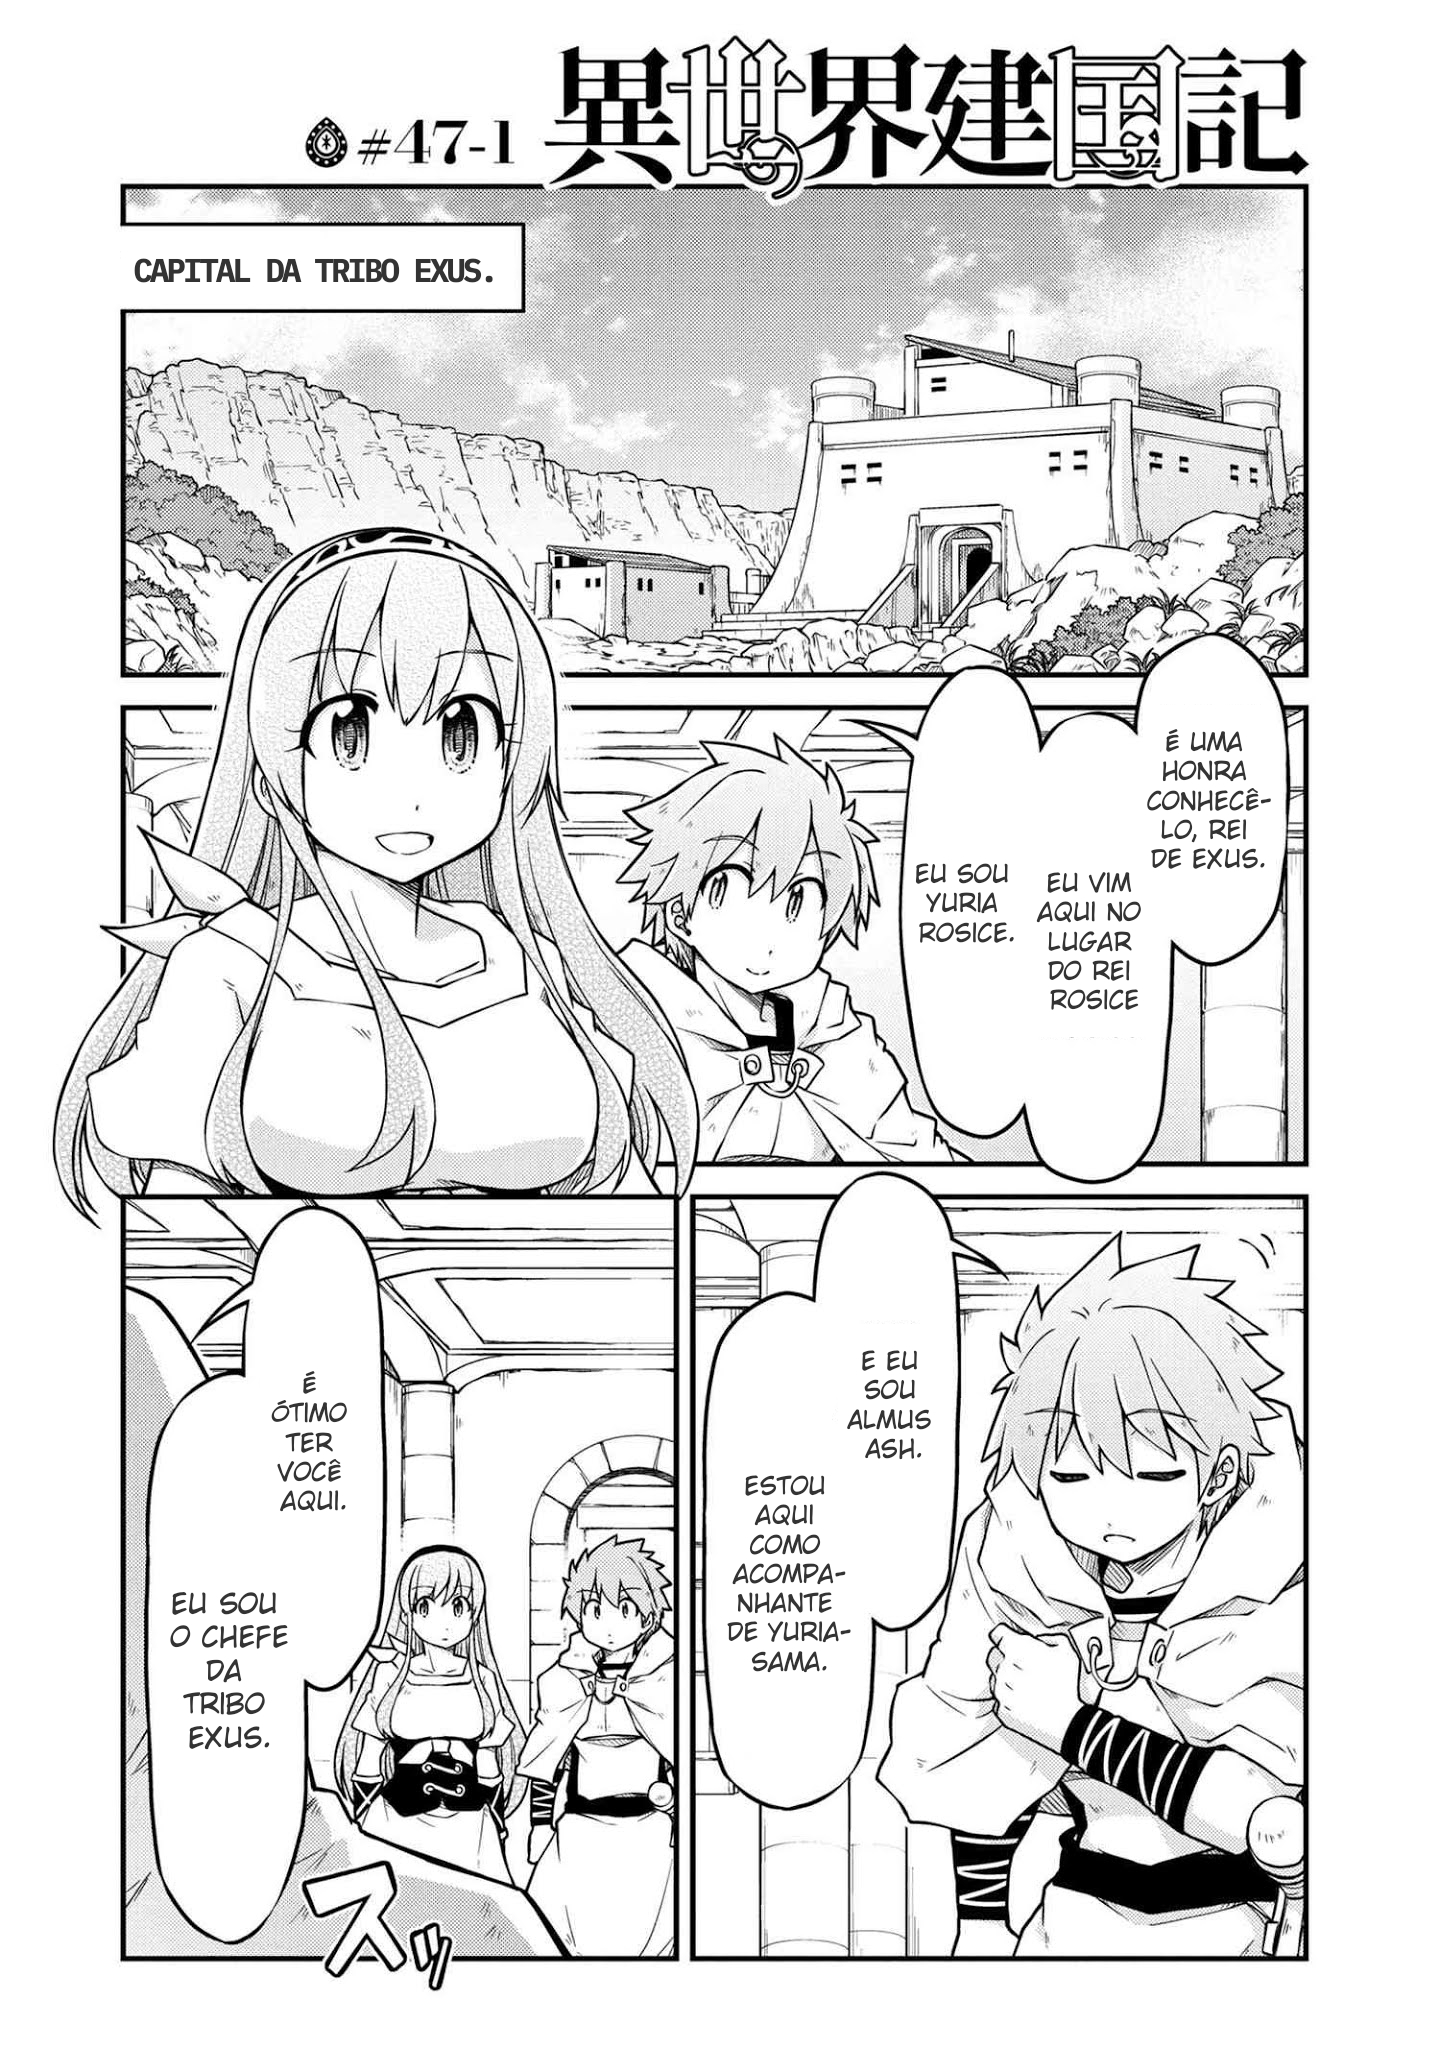 異世界建国記
#47-1
CAPITAL DA TRIBO EXUS.
É UMA
HONRA
CONHECÊ-
LO, REI
DE EXUS.
EU VIM
AQUI NO
LUGAR
DO REI
ROSICE
EU SOU
YURIA
ROSICE.
E EU
SOU
ALMUS
ASH.
ESTOU
AQUI
COMO
ACOMPA-
NHANTE
DE YURIA-
SAMA.
É
ÓTIMO
TER
VOCÊ
AQUI.
EU SOU
O CHEFE
DA
TRIBO
EXUS.
スッ